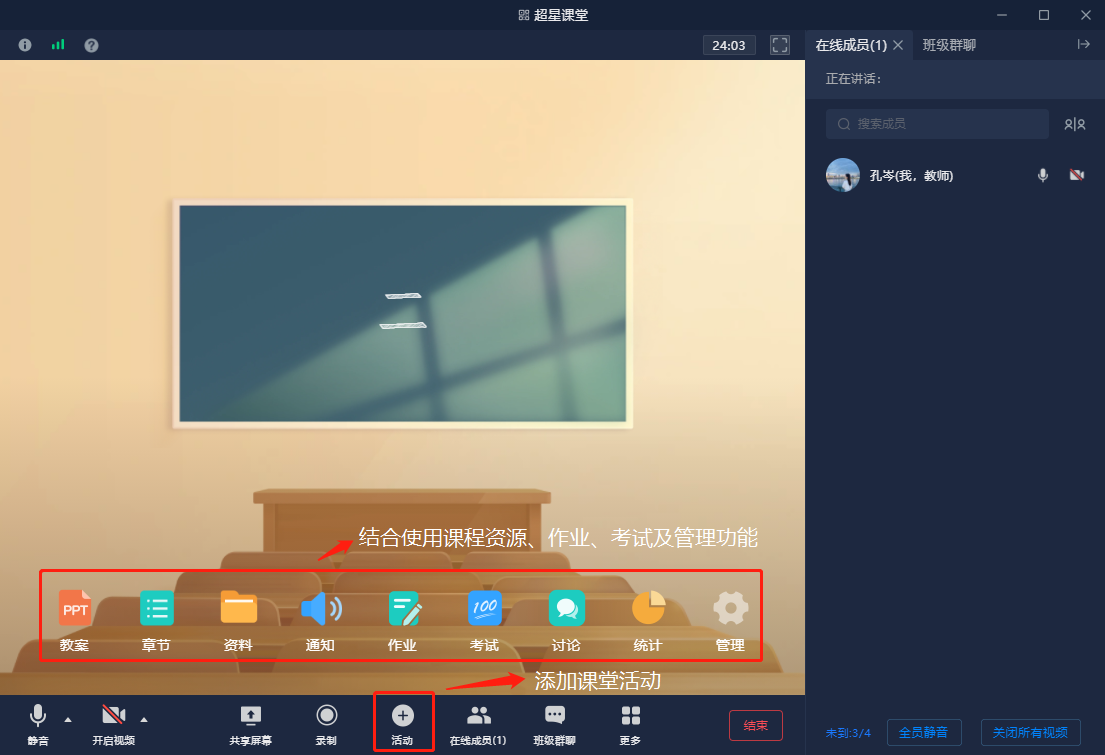 超星课堂
24:03
在线成员(1)
班级群聊
正在讲话:
搜索成员
孔岑(我，教师)
结合使用课程资源、作业、考试及管理功能
PPT
100
教案
章节
资料
通知
作业
考试
讨论
统计
管理
添加课堂活动
静音
开启视频
共享屏幕
录制
活动
在线成员(1)
班级群聊
更多
结束
未到:3/4
全员静音
关闭所有视频